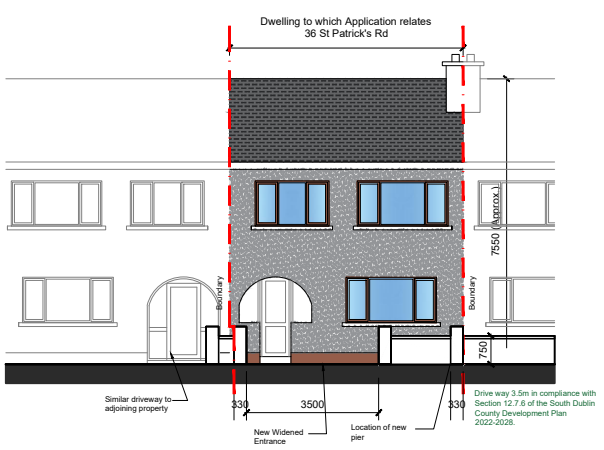 Dwelling to which Application relates
36 St Patrick's Rd
7550 (Approx.)
Boundary
Boundary
750
Similar driveway to
adjoining property
330
3500
330
New Widened
Entrance
Location of new
pier
Drive way 3.5m in compliance with
Section 12.7.6 of the South Dublin
County Development Plan
2022-2028.